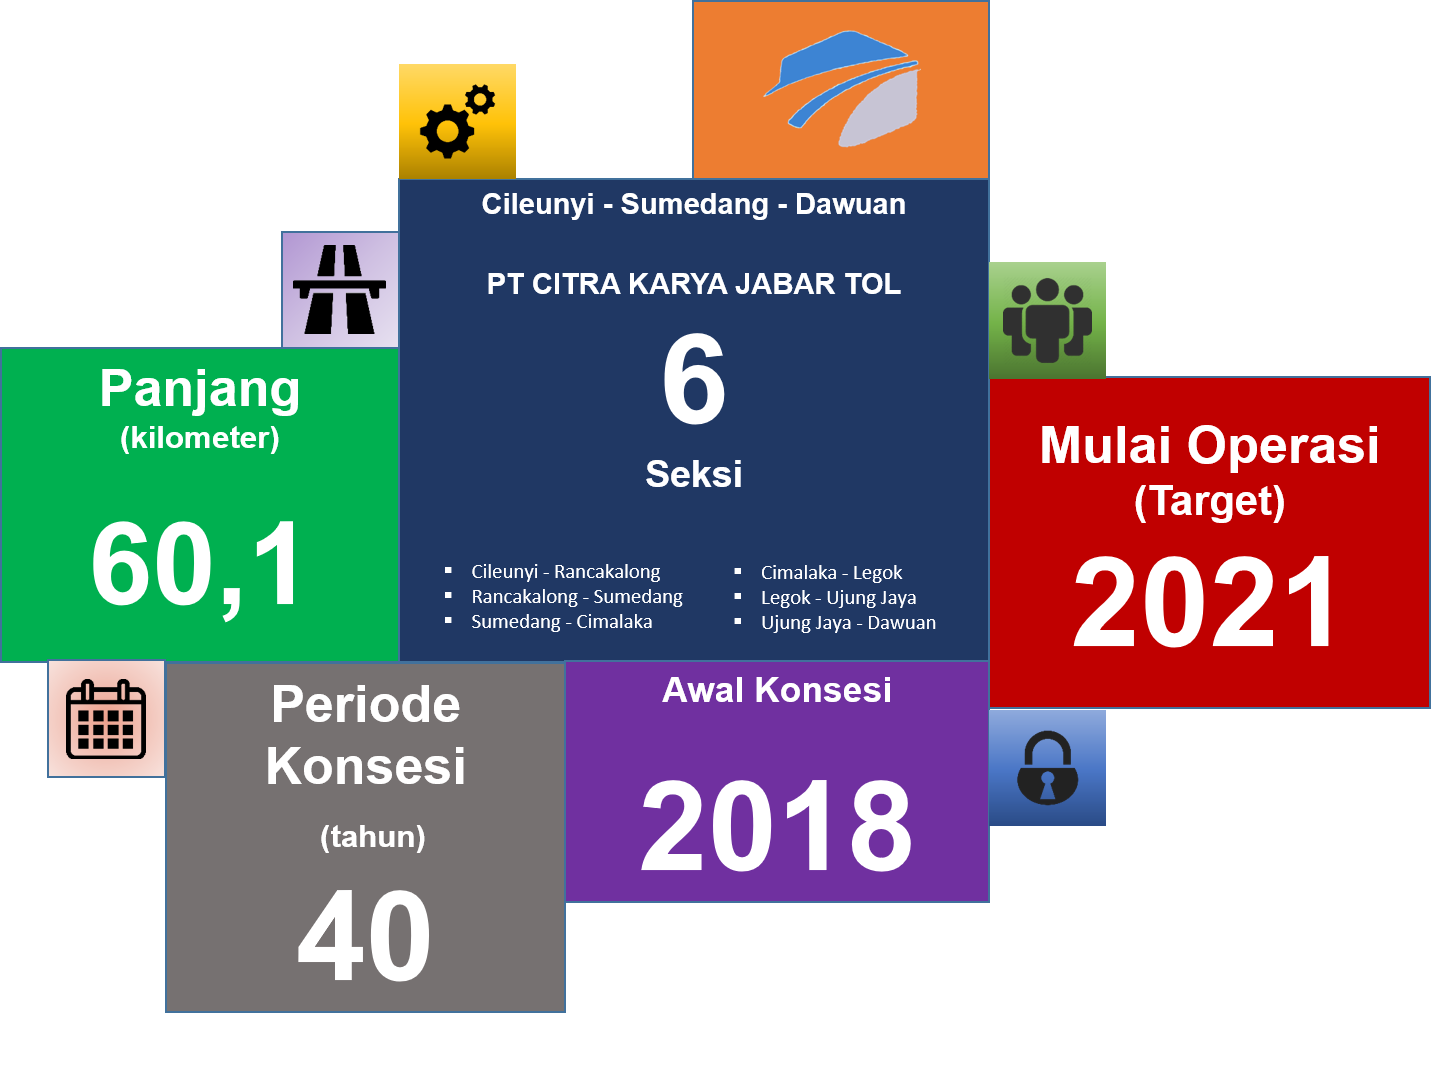 Cileunyi - Sumedang - Dawuan
PT CITRA KARYA JABAR TOL
6
Seksi
Cileunyi - Rancakalong
Rancakalong - Sumedang
Sumedang - Cimalaka
Cimalaka - Legok
Legok - Ujung Jaya
Ujung Jaya - Dawuan
Panjang
(kilometer)
60,1
Mulai Operasi
(Target)
2021
Periode
Konsesi
(tahun)
40
Awal Konsesi
2018